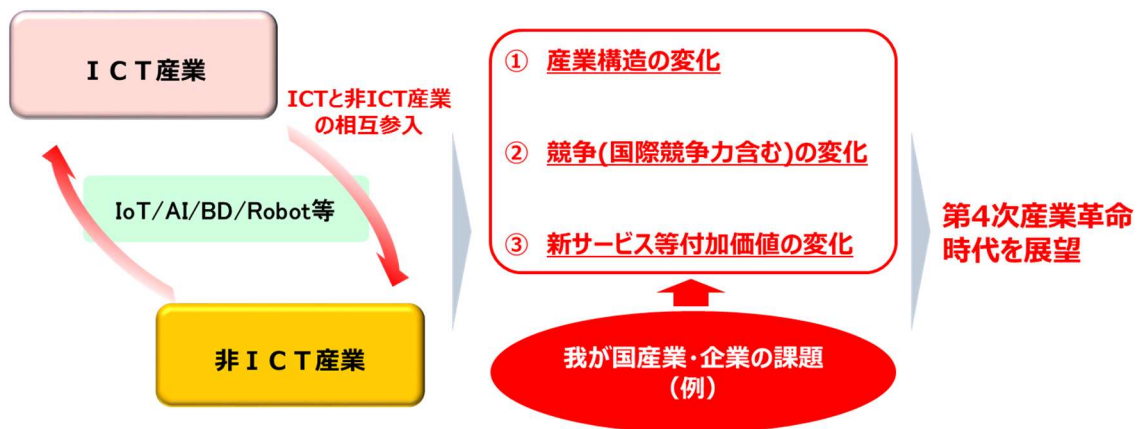 ＩＣＴ産業
ICTと非ICT産業
の相互参入
IoT/AI/BD/Robot等
非ＩＣＴ産業
① 産業構造の変化
② 競争(国際競争力含む)の変化
③ 新サービス等付加価値の変化
我が国産業・企業の課題
（例）
第4次産業革命
時代を展望